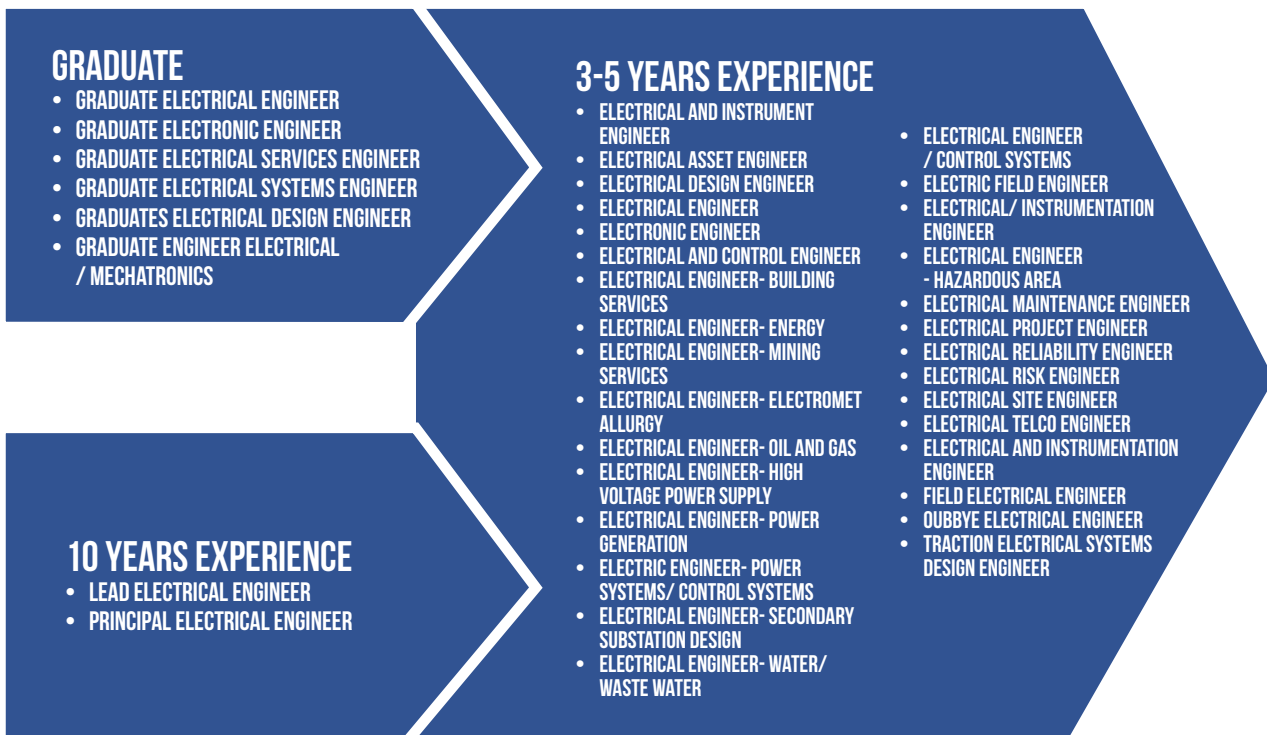 GRADUATE
• GRADUATE ELECTRICAL ENGINEER
• GRADUATE ELECTRONIC ENGINEER
• GRADUATE ELECTRICAL SERVICES ENGINEER
• GRADUATE ELECTRICAL SYSTEMS ENGINEER
• GRADUATES ELECTRICAL DESIGN ENGINEER
• GRADUATE ENGINEER ELECTRICAL
/ MECHATRONICS
10 YEARS EXPERIENCE
• LEAD ELECTRICAL ENGINEER
• PRINCIPAL ELECTRICAL ENGINEER
3-5 YEARS EXPERIENCE
• ELECTRICAL AND INSTRUMENT
ENGINEER
• ELECTRICAL ASSET ENGINEER
• ELECTRICAL DESIGN ENGINEER
• ELECTRICAL ENGINEER
• ELECTRONIC ENGINEER
• ELECTRICAL AND CONTROL ENGINEER
• ELECTRICAL ENGINEER- BUILDING
SERVICES
• ELECTRICAL ENGINEER- ENERGY
• ELECTRICAL ENGINEER- MINING
SERVICES
• ELECTRICAL ENGINEER- ELECTROMET
ALLURGY
• ELECTRICAL ENGINEER- OIL AND GAS
• ELECTRICAL ENGINEER- HIGH
VOLTAGE POWER SUPPLY
• ELECTRICAL ENGINEER- POWER
GENERATION
• ELECTRIC ENGINEER- POWER
SYSTEMS/ CONTROL SYSTEMS
• ELECTRICAL ENGINEER- SECONDARY
SUBSTATION DESIGN
• ELECTRICAL ENGINEER- WATER/
WASTE WATER
• ELECTRICAL ENGINEER
/ CONTROL SYSTEMS
• ELECTRIC FIELD ENGINEER
• ELECTRICAL/ INSTRUMENTATION
ENGINEER
• ELECTRICAL ENGINEER
- HAZARDOUS AREA
• ELECTRICAL MAINTENANCE ENGINEER
• ELECTRICAL PROJECT ENGINEER
• ELECTRICAL RELIABILITY ENGINEER
• ELECTRICAL RISK ENGINEER
• ELECTRICAL SITE ENGINEER
• ELECTRICAL TELCO ENGINEER
• ELECTRICAL AND INSTRUMENTATION
ENGINEER
• FIELD ELECTRICAL ENGINEER
• OUBBYE ELECTRICAL ENGINEER
• TRACTION ELECTRICAL SYSTEMS
DESIGN ENGINEER